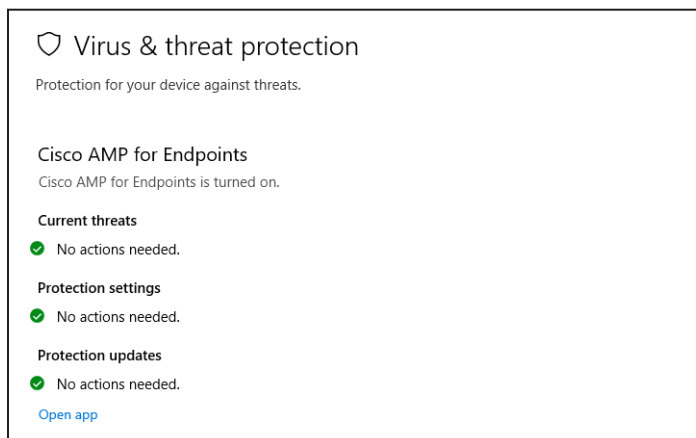 Virus & threat protection
Protection for your device against threats.
Cisco AMP for Endpoints
Cisco AMP for Endpoints is turned on.
Current threats
No actions needed.
Protection settings
No actions needed.
Protection updates
No actions needed.
Open app